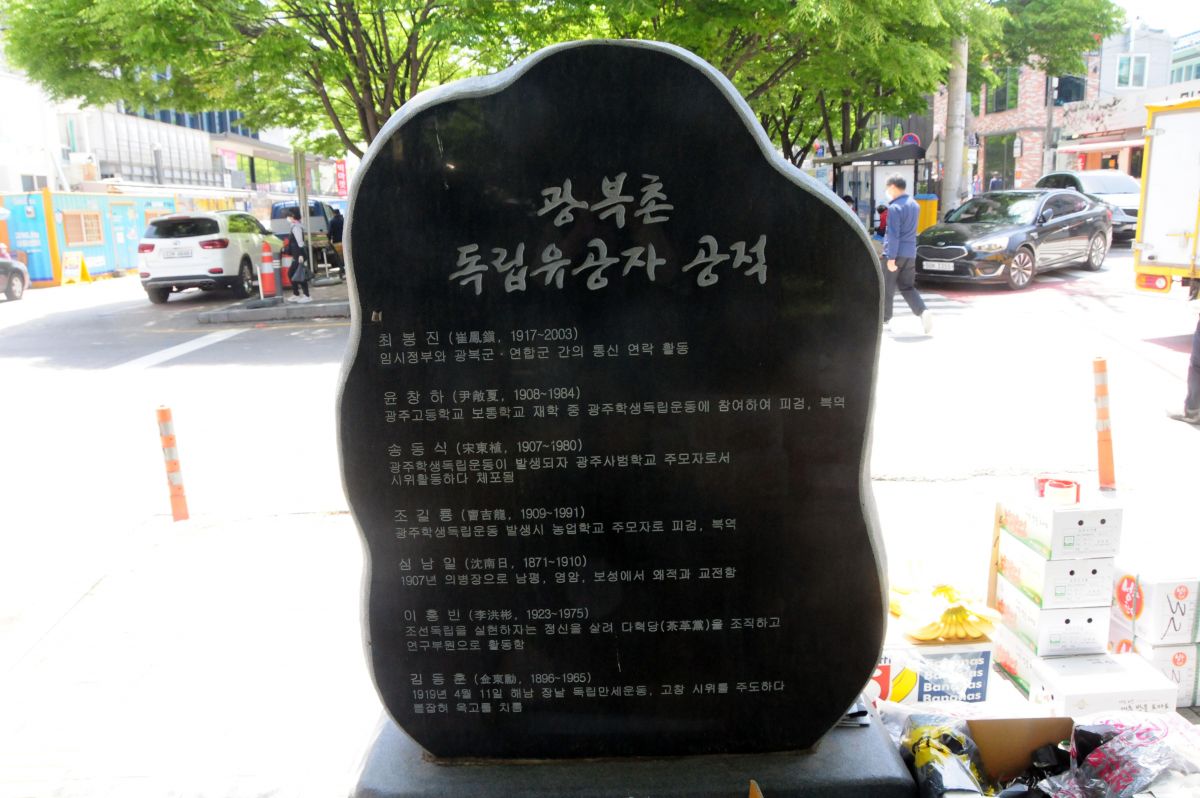 광복촌
독립유공자 공적
최 봉 진 (崔鳳鎭, 1917~2003)
임시정부와 광복군·연합군 간의 통신 연락 활동
윤 창 하 (尹敞夏, 1908~1984)
광주고등학교 보통학교 재학 중 광주학생독립운동에 참여하여 피검, 복역
송 동 식 (宋東植, 1907~1980)
광주학생독립운동이 발생되자 광주사범학교 주모자로서
시위활동하다 체포됨
조 길 룡 (曺吉龍, 1909~1991)
광주학생독립운동 발생시 농업학교 주모자로 피검, 복역
심 남 일 (沈南日, 1871~1910)
1907년 의병장으로 남평, 영암, 보성에서 왜적과 교전함
이 홍 빈 (李洪彬, 1923~1975)
조선독립을 실현하자는 정신을 살려 다혁당(茶革黨)을 조직하고
연구부원으로 활동함
김 동 훈 (金東勳, 1896~1965)
1919년 4월 11일 해남 장날 독립만세운동, 고창 시위를 주도하다
붙잡혀 옥고를 치룸
Bananas
Bananas
Bananas